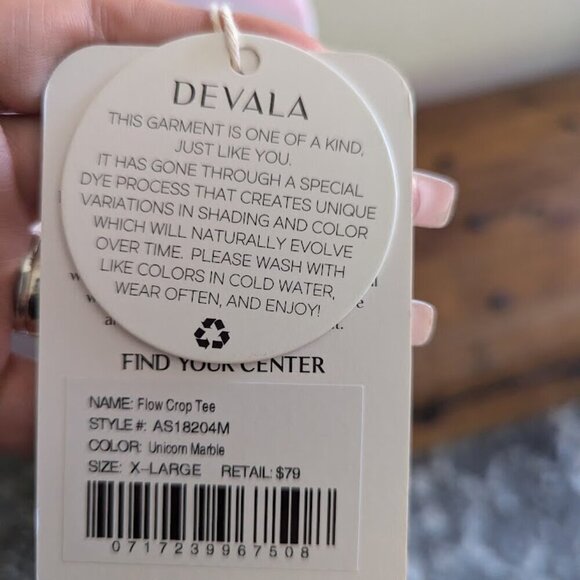 DEVALA
THIS GARMENT IS ONE OF A KIND,
JUST LIKE YOU.
IT HAS GONE THROUGH A SPECIAL
DYE PROCESS THAT CREATES UNIQUE
VARIATIONS IN SHADING AND COLOR
WHICH WILL NATURALLY EVOLVE
OVER TIME. PLEASE WASH WITH
LIKE COLORS IN COLD WATER,
WEAR OFTEN, AND ENJOY!
FIND YOUR CENTER
NAME: Flow Crop Tee
STYLE #: AS18204M
COLOR: Unicorn Marble
SIZE: X-LARGE RETAIL: $79
0717239967508